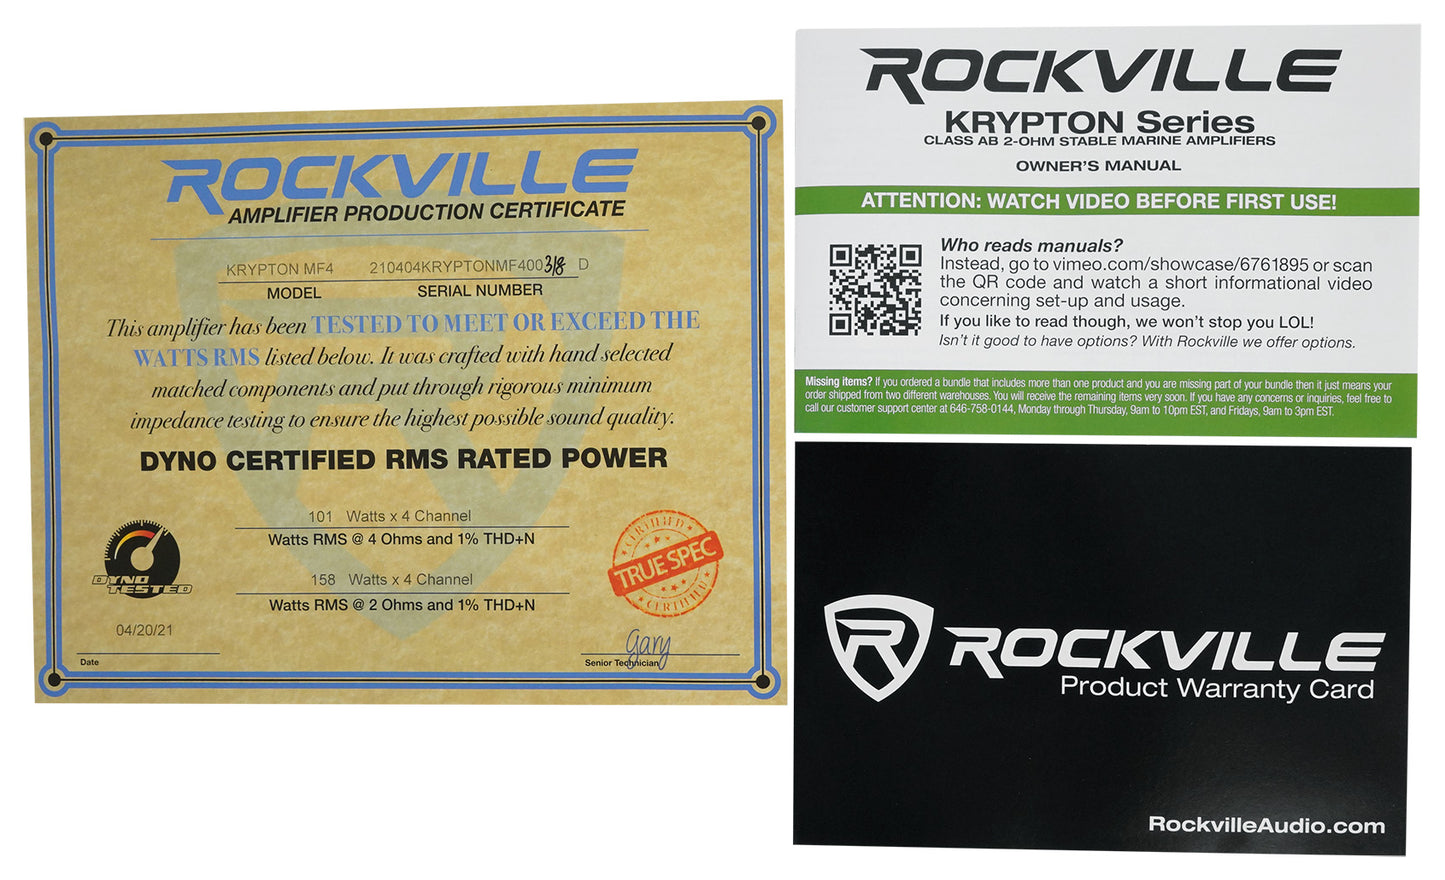 ROCKVILLE
AMPLIFIER PRODUCTION CERTIFICATE
KRYPTON MF4 210404KRYPTONMF400318 D
MODEL SERIAL NUMBER
This amplifier has been TESTED TO MEET OR EXCEED THE
WATTS RMS listed below. It was crafted with hand selected
matched components and put through rigorous minimum
impedance testing to ensure the highest possible sound quality.
DYNO CERTIFIED RMS RATED POWER
101 Watts x 4 Channel
Watts RMS @ 4 Ohms and 1% THD+N
158 Watts x 4 Channel
Watts RMS @ 2 Ohms and 1% THD+N
DYNO
TESTED
CERTIFIED
TRUE SPEC
CERTIFIED
04/20/21
Date
Gary
Senior Technician
ROCKVILLE
KRYPTON Series
CLASS AB 2-OHM STABLE MARINE AMPLIFIERS
OWNER'S MANUAL
ATTENTION: WATCH VIDEO BEFORE FIRST USE!
Who reads manuals?
Instead, go to vimeo.com/showcase/6761895 or scan
the QR code and watch a short informational video
concerning set-up and usage.
If you like to read though, we won't stop you LOL!
Isn't it good to have options? With Rockville we offer options.
Missing items? If you ordered a bundle that includes more than one product and you are missing part of your bundle then it just means your
order shipped from two different warehouses. You will receive the remaining items very soon. If you have any concerns or inquiries, feel free to
call our customer support center at 646-758-0144, Monday through Thursday, 9am to 10pm EST, and Fridays, 9am to 3pm EST.
R ROCKVILLE
Product Warranty Card
RockvilleAudio.com